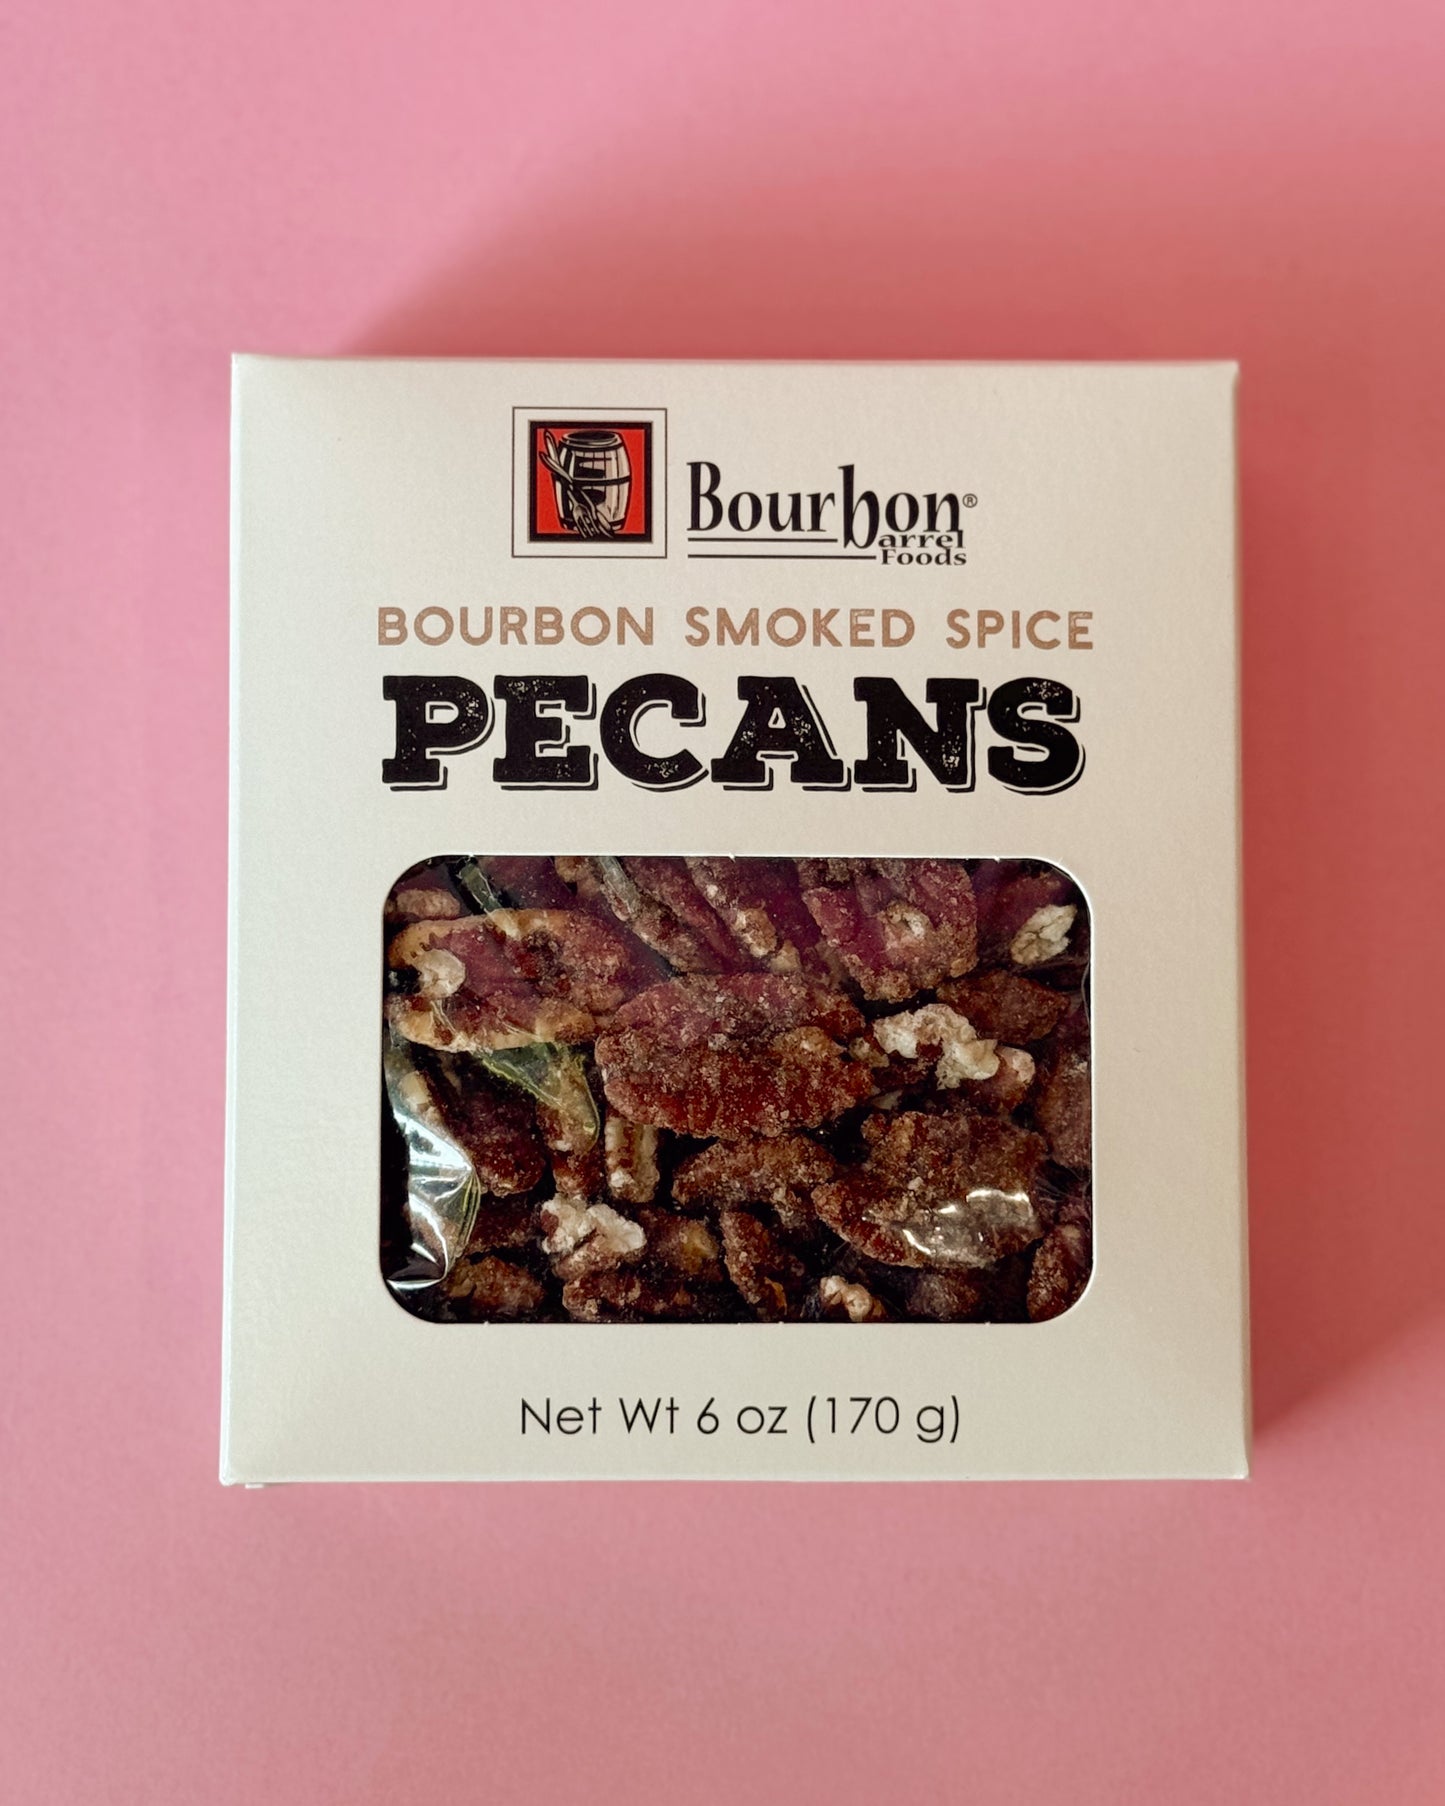 Bourbon®
Barrel
Foods
BOURBON SMOKED SPICE
PECANS
Net Wt 6 oz (170 g)